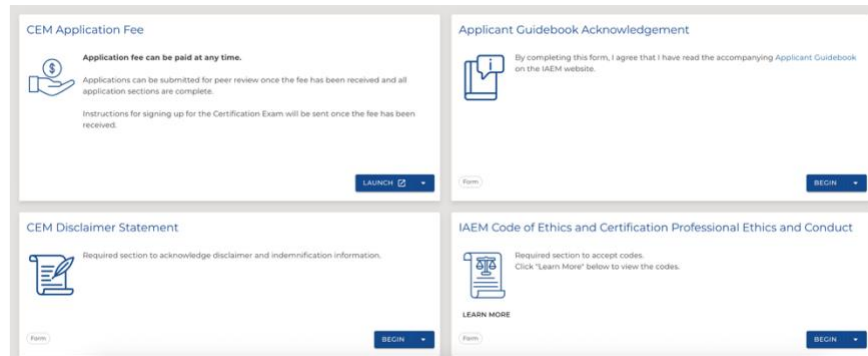 CEM Application Fee
Application fee can be paid at any time.
Applications can be submitted for peer review once the fee has been received and all
application sections are complete.
Instructions for signing up for the Certification Exam will be sent once the fee has been
received.
LAUNCH
Applicant Guidebook Acknowledgement
By completing this form, I agree that I have read the accompanying Applicant Guidebook
on the IAEM website.
Form
BEGIN
CEM Disclaimer Statement
Required section to acknowledge disclaimer and indemnification information.
Form
BEGIN
IAEM Code of Ethics and Certification Professional Ethics and Conduct
Required section to accept codes.
Click "Learn More" below to view the codes.
LEARN MORE
Form
BEGIN